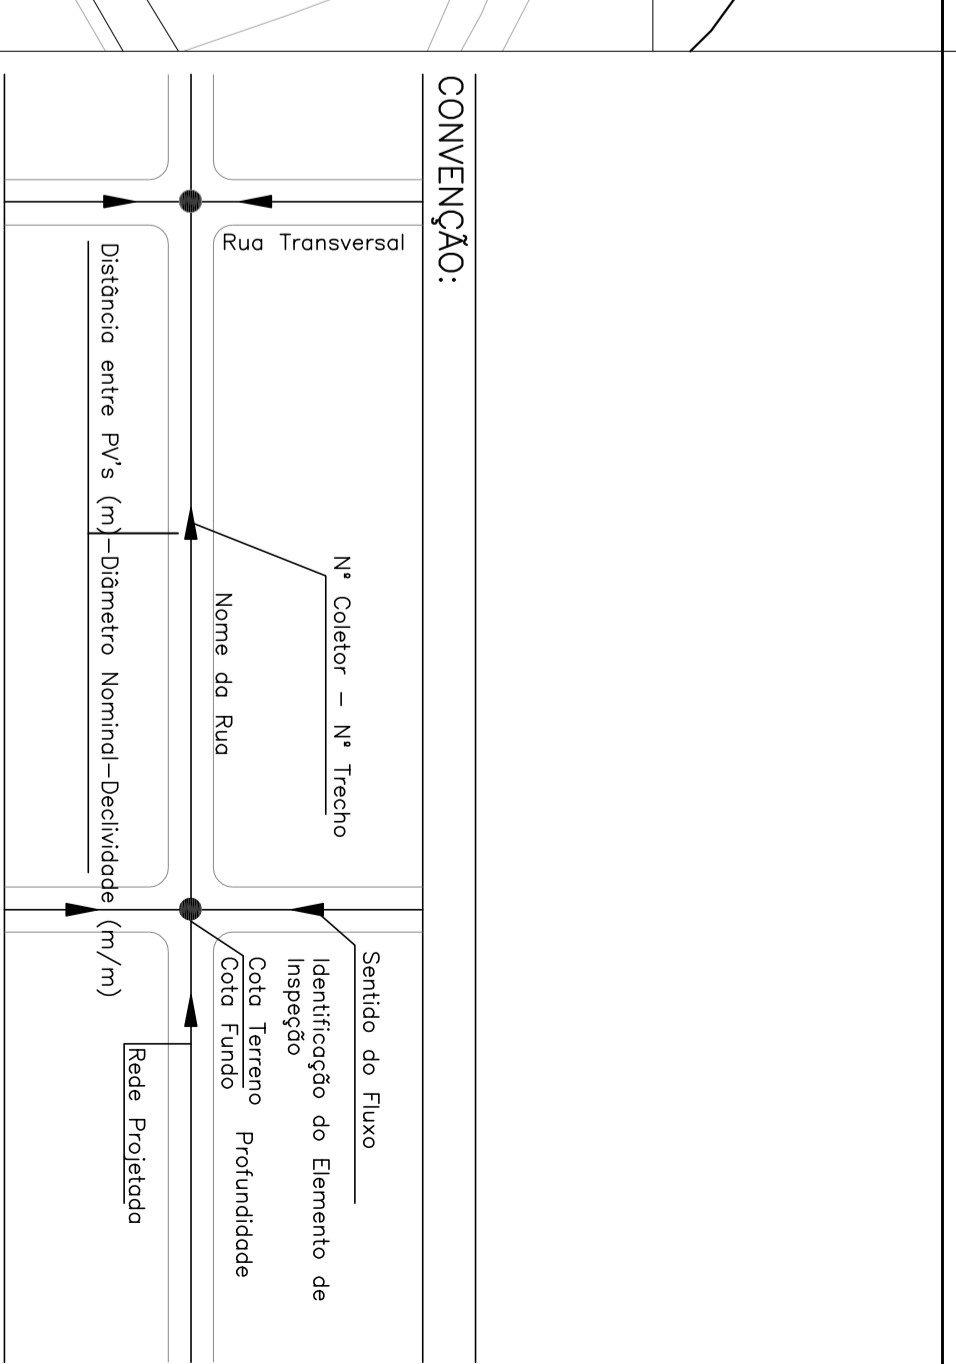 CONVENÇÃO:
Rua Transversal
Nº Coletor - Nº Trecho
Nome da Rua
Distância entre PV's (m)-Diâmetro Nominal-Declividade (m/m)
Sentido do Fluxo
Identificação do Elemento de
Inspeção
Cota Terreno
Cota Fundo
Profundidade
Rede Projetada